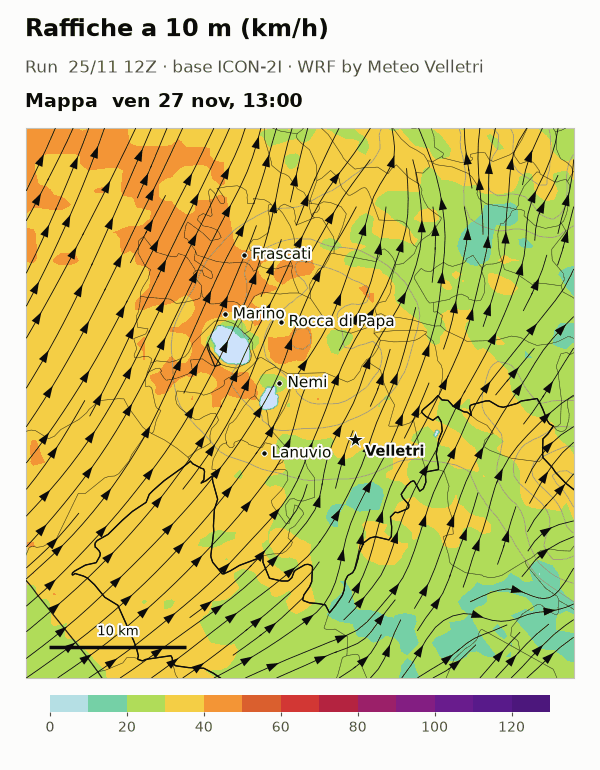 Raffiche a 10 m (km/h)
Run  25/11 12Z · base ICON-2I · WRF by Meteo Velletri
Mappa  ven 27 nov, 13:00
Frascati
Marino
Rocca di Papa
Nemi
Velletri
Lanuvio
10 km
0 20 40 60 80 100 120